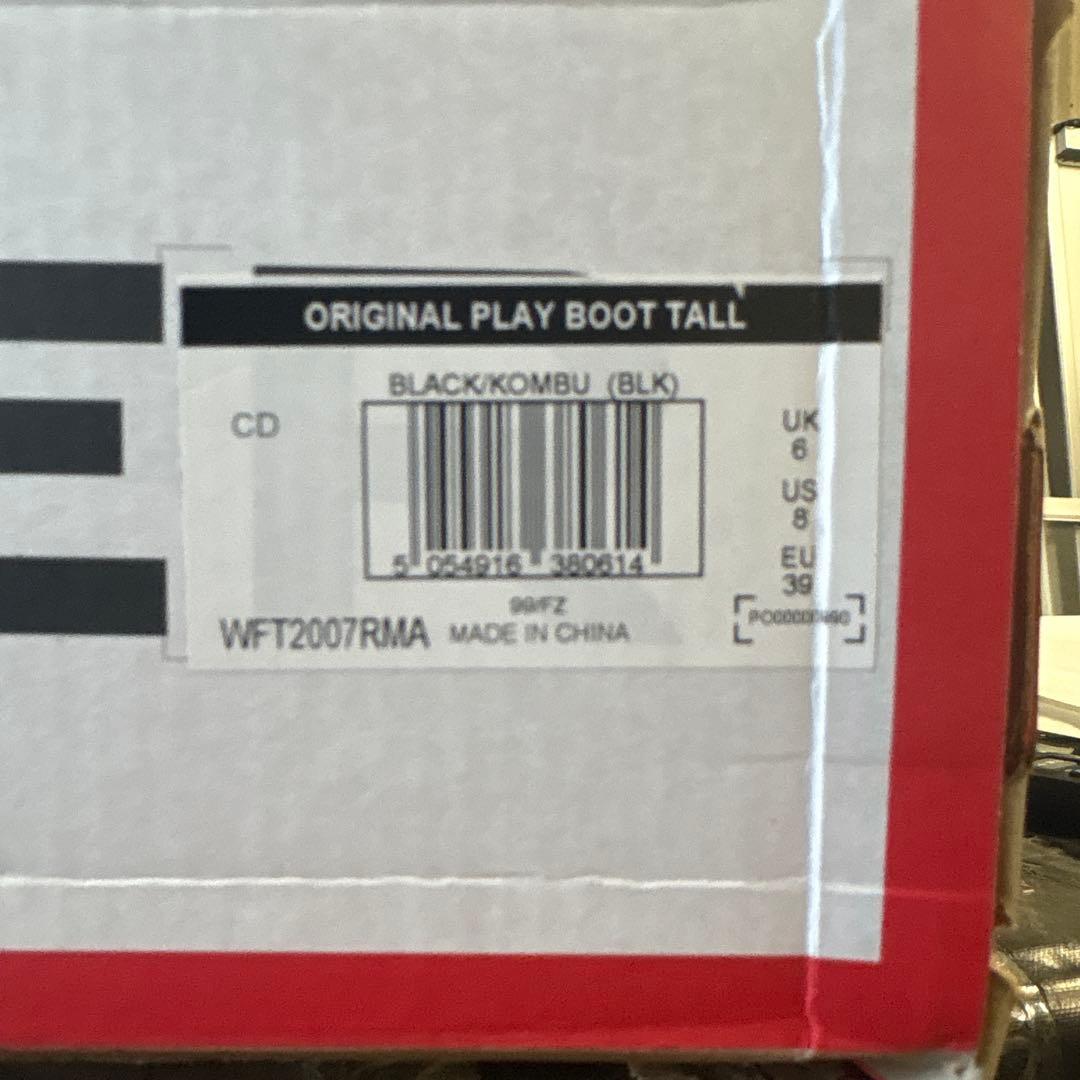 ORIGINAL PLAY BOOT TALL
BLACK/KOMBU (BLK)
CD
UK
6
US
8
EU
39
5 054916 380614
99/FZ
WFT2007RMA MADE IN CHINA